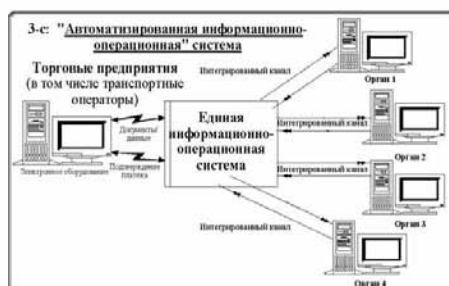 3-c: "Автоматизированная информационно-
операционная" система
Торговые предприятия
(в том числе транспортные
операторы)
Документы/
данные
Подтверждение
платежа
Электронное оборудование
Единая
информационно-
операционная
система
Интегрированный канал
Орган 1
Интегрированный канал
Орган 2
Интегрированный канал
Орган 3
Интегрированный канал
Орган 4